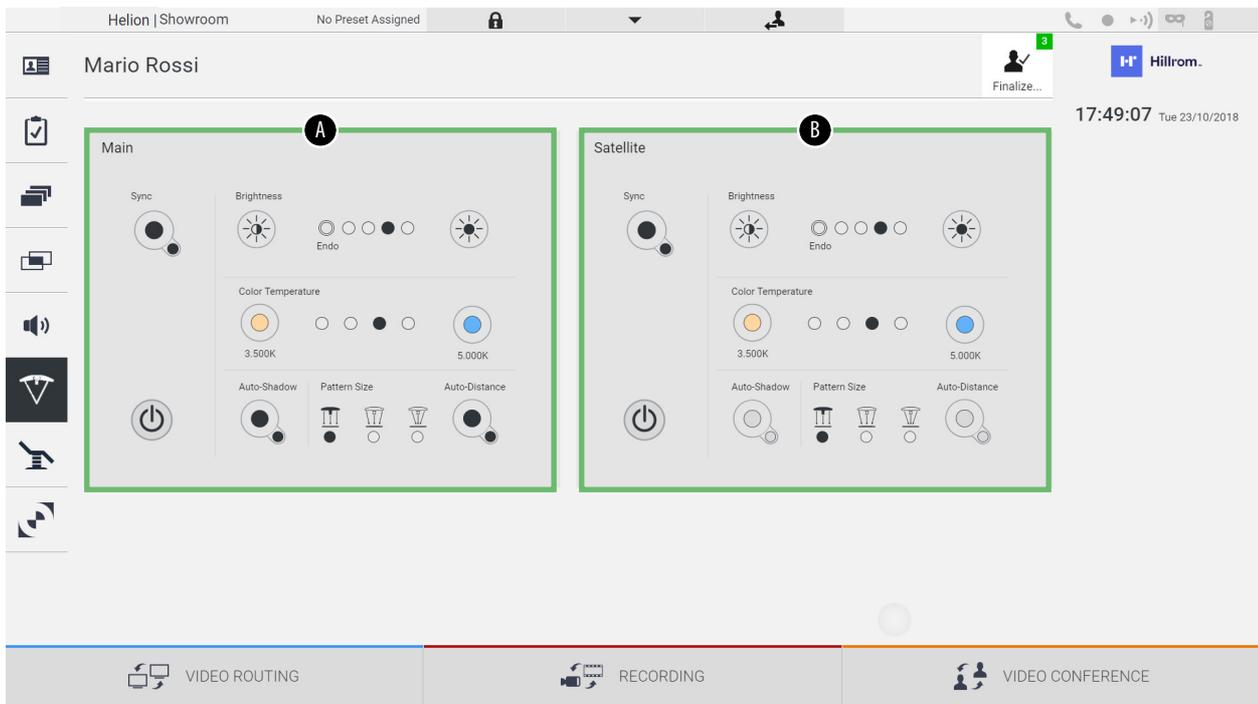 Helion | Showroom No Preset Assigned
3
Mario Rossi
Finalize...
Hillrom™
17:49:07 Tue 23/10/2018
A
B
Main
Satellite
Sync Brightness
Sync Brightness
Endo
Endo
Color Temperature
Color Temperature
3.500K 5.000K
3.500K 5.000K
Auto-Shadow Pattern Size Auto-Distance
Auto-Shadow Pattern Size Auto-Distance
VIDEO ROUTING
RECORDING
VIDEO CONFERENCE